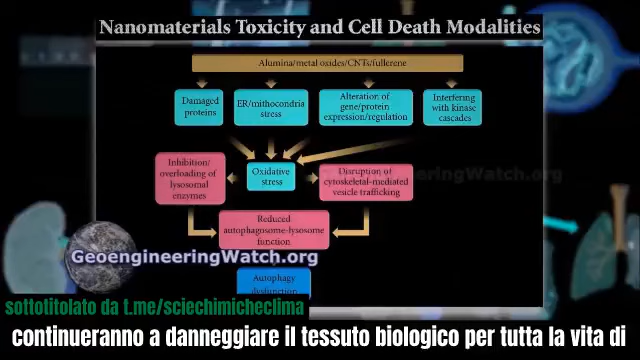 Nanomaterials Toxicity and Cell Death Modalities
Alumina/metal oxides/CNTs/fullerene
Damaged
proteins
ER/mithocondria
stress
Alteration of
gene/protein
expression/regulation
Interfering
with kinase
cascades
Inhibition/
overloading of
lysosomal
enzymes
Oxidative
stress
Disruption of
cytoskeletal-mediated
vesicle trafficking
Reduced
autophagosome-lysosome
function
GeoengineeringWatch.org
Autophagy
dysfunction
sottotitolato da t.me/sciechimicheclima
continueranno a danneggiare il tessuto biologico per tutta la vita di